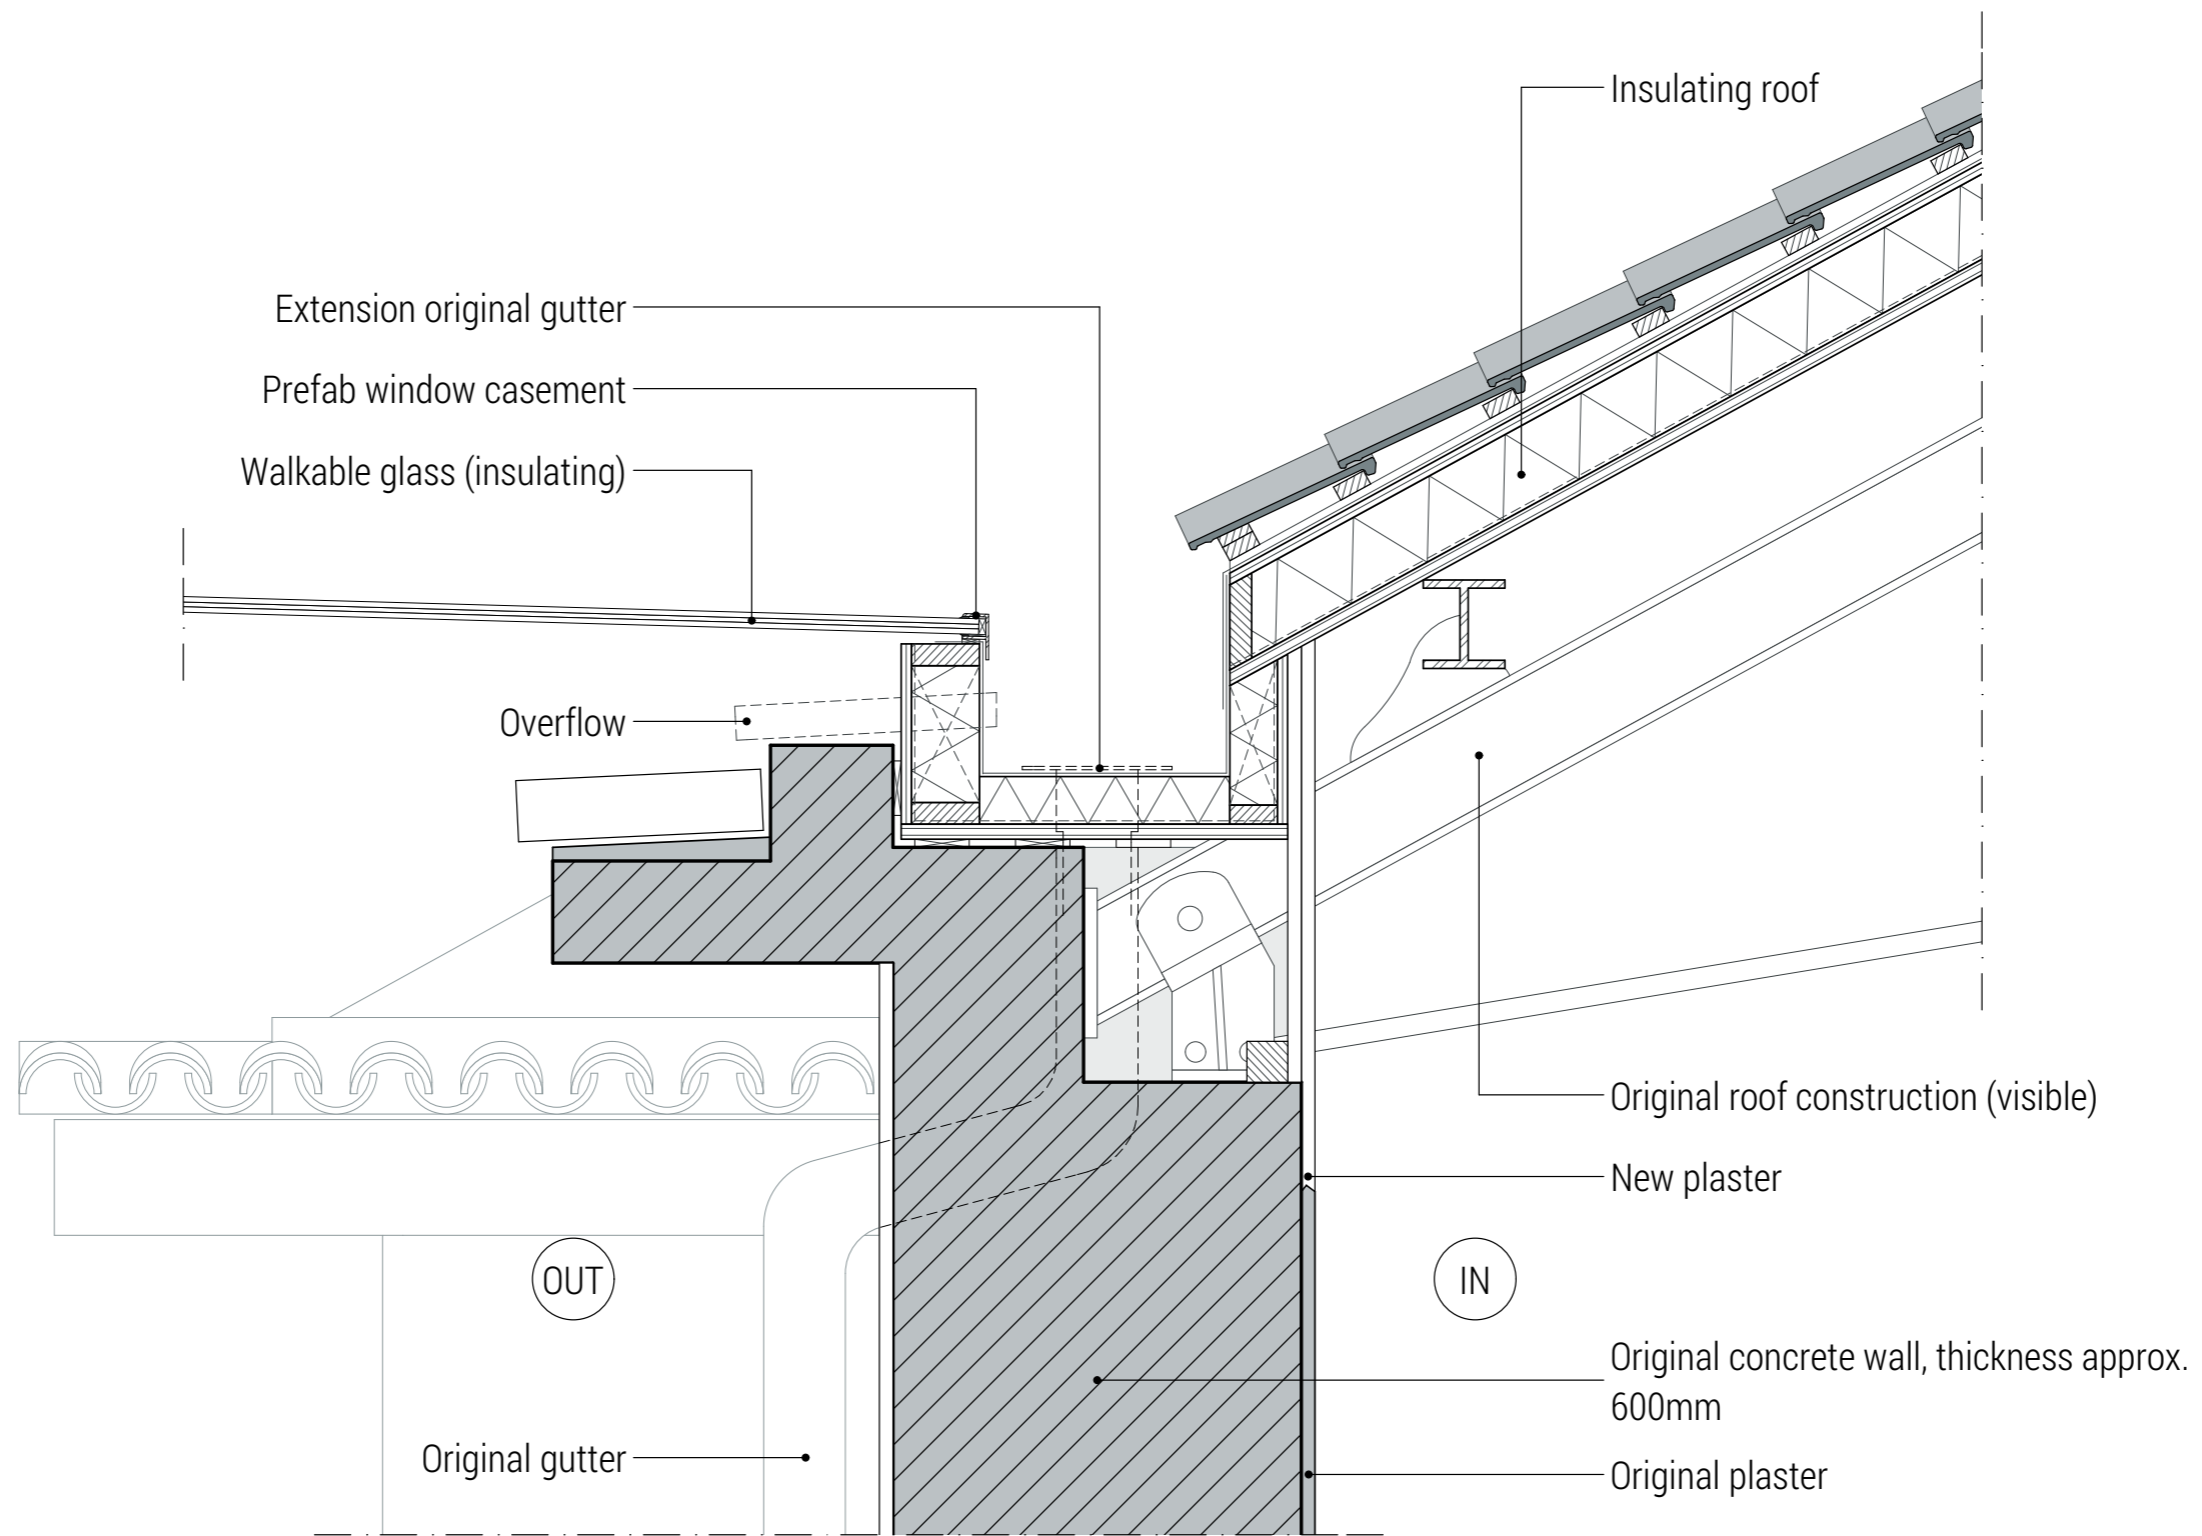 Insulating roof
Extension original gutter
Prefab window casement
Walkable glass (insulating)
Overflow
Original roof construction (visible)
New plaster
OUT
IN
Original concrete wall, thickness approx.
600mm
Original gutter
Original plaster